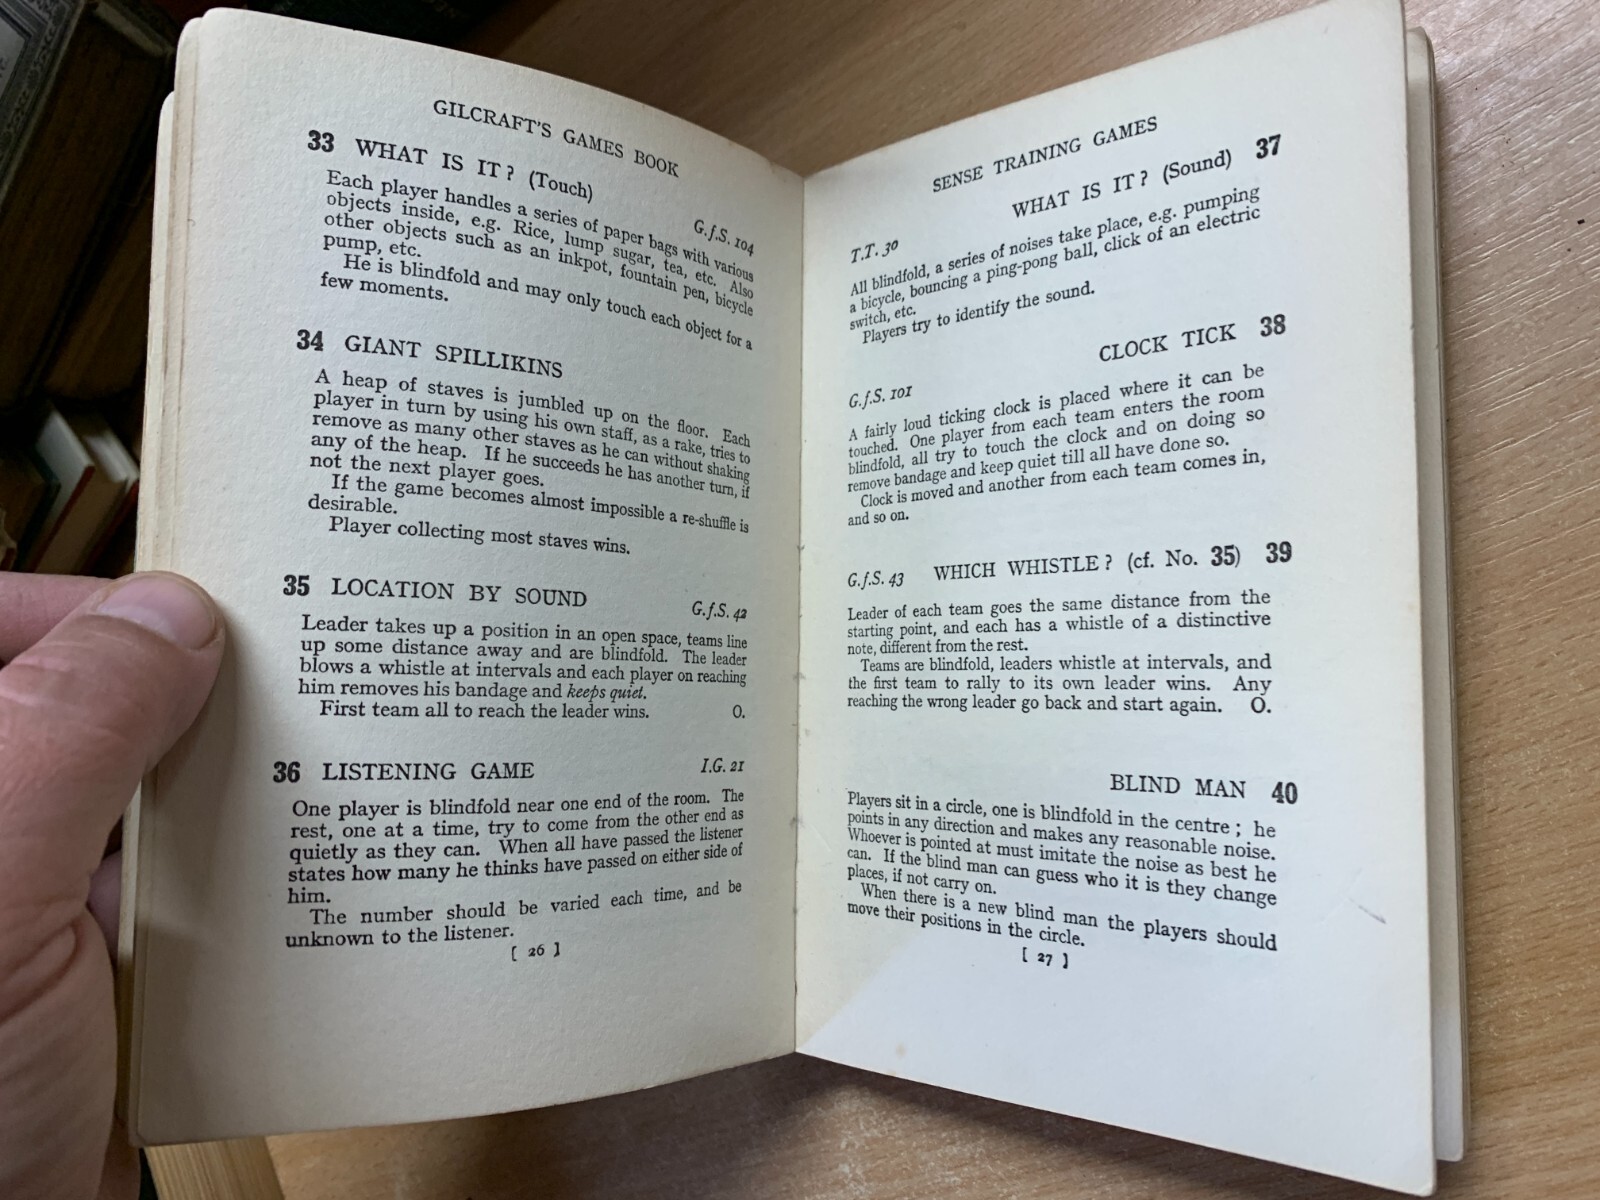 GILCRAFT'S GAMES BOOK
33 WHAT IS IT? (Touch)
G.f.S. 104
Each player handles a series of paper bags with various
objects inside, e.g. Rice, lump sugar, tea, etc. Also
other objects such as an inkpot, fountain pen, bicycle
pump, etc.
He is blindfold and may only touch each object for a
few moments.
34 GIANT SPILLIKINS
A heap of staves is jumbled up on the floor. Each
player in turn by using his own staff, as a rake, tries to
remove as many other staves as he can without shaking
any of the heap. If he succeeds he has another turn, if
not the next player goes.
If the game becomes almost impossible a re-shuffle is
desirable.
Player collecting most staves wins.
35 LOCATION BY SOUND
G.f.S. 42
Leader takes up a position in an open space, teams line
up some distance away and are blindfold. The leader
blows a whistle at intervals and each player on reaching
him removes his bandage and keeps quiet.
First team all to reach the leader wins. O.
36 LISTENING GAME I.G. 21
One player is blindfold near one end of the room. The
rest, one at a time, try to come from the other end as
quietly as they can. When all have passed the listener
states how many he thinks have passed on either side of
him.
The number should be varied each time, and be
unknown to the listener.
[ 26 ]
SENSE TRAINING GAMES
WHAT IS IT? (Sound) 37
T.T. 30
All blindfold, a series of noises take place, e.g. pumping
a bicycle, bouncing a ping-pong ball, click of an electric
switch, etc.
Players try to identify the sound.
CLOCK TICK 38
G.f.S. 101
A fairly loud ticking clock is placed where it can be
touched. One player from each team enters the room
blindfold, all try to touch the clock and on doing so
remove bandage and keep quiet till all have done so.
Clock is moved and another from each team comes in,
and so on.
G.f.S. 43 WHICH WHISTLE? (cf. No. 35) 39
Leader of each team goes the same distance from the
starting point, and each has a whistle of a distinctive
note, different from the rest.
Teams are blindfold, leaders whistle at intervals, and
the first team to rally to its own leader wins. Any
reaching the wrong leader go back and start again. O.
BLIND MAN 40
Players sit in a circle, one is blindfold in the centre; he
points in any direction and makes any reasonable noise.
Whoever is pointed at must imitate the noise as best he
can. If the blind man can guess who it is they change
places, if not carry on.
When there is a new blind man the players should
move their positions in the circle.
[ 27 ]